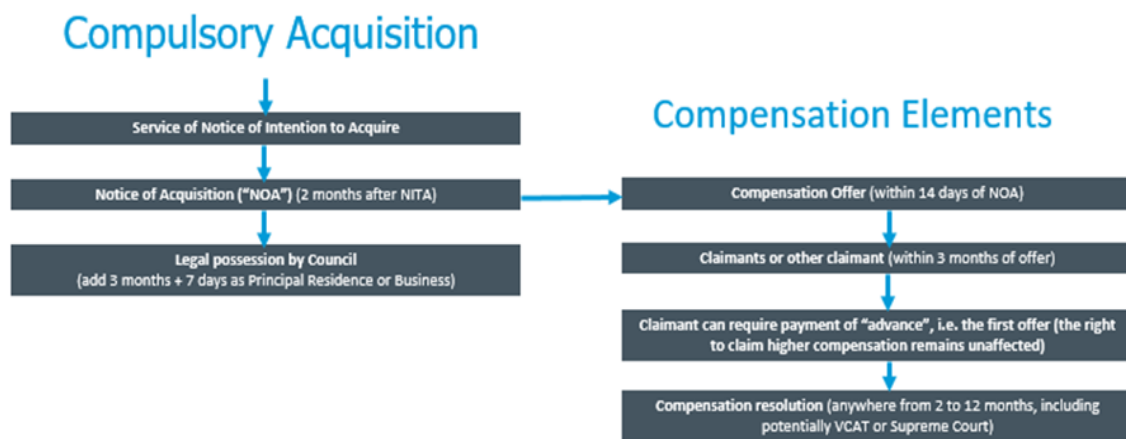 Compulsory Acquisition
Service of Notice of Intention to Acquire
Notice of Acquisition ("NOA") (2 months after NITA)
Legal possession by Council
(add 3 months + 7 days as Principal Residence or Business)
Compensation Elements
Compensation Offer (within 14 days of NOA)
Claimants or other claimant (within 3 months of offer)
Claimant can require payment of “advance”, i.e. the first offer (the right
to claim higher compensation remains unaffected)
Compensation resolution (anywhere from 2 to 12 months, including
potentially VCAT or Supreme Court)